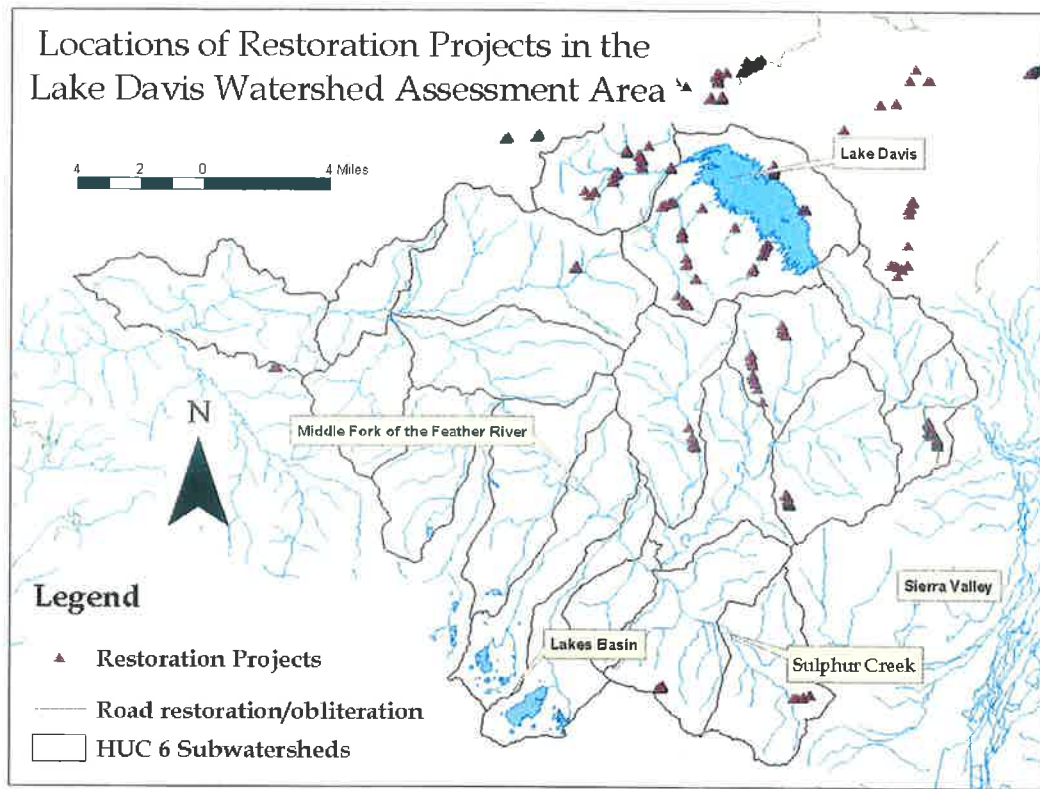 Locations of Restoration Projects in the
Lake Davis Watershed Assessment Area
4 2 0 4 Miles
Lake Davis
Middle Fork of the Feather River
N
Sierra Valley
Legend
Lakes Basin
Sulphur Creek
Restoration Projects
Road restoration/obliteration
HUC 6 Subwatersheds